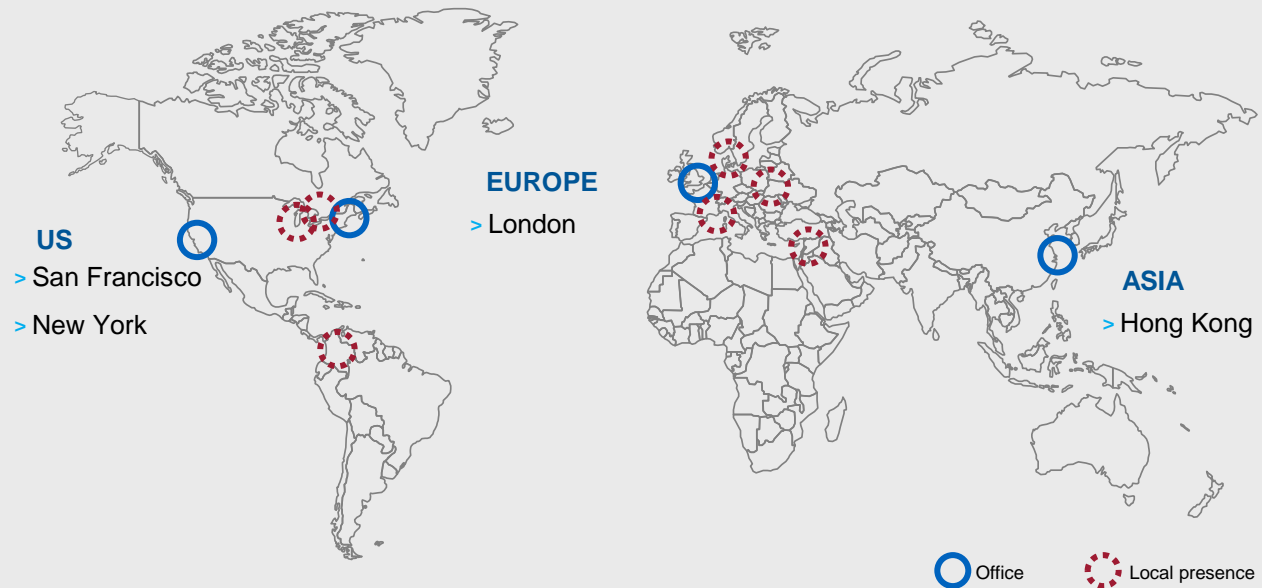 US
> San Francisco
> New York
EUROPE
> London
ASIA
> Hong Kong
Office
Local presence